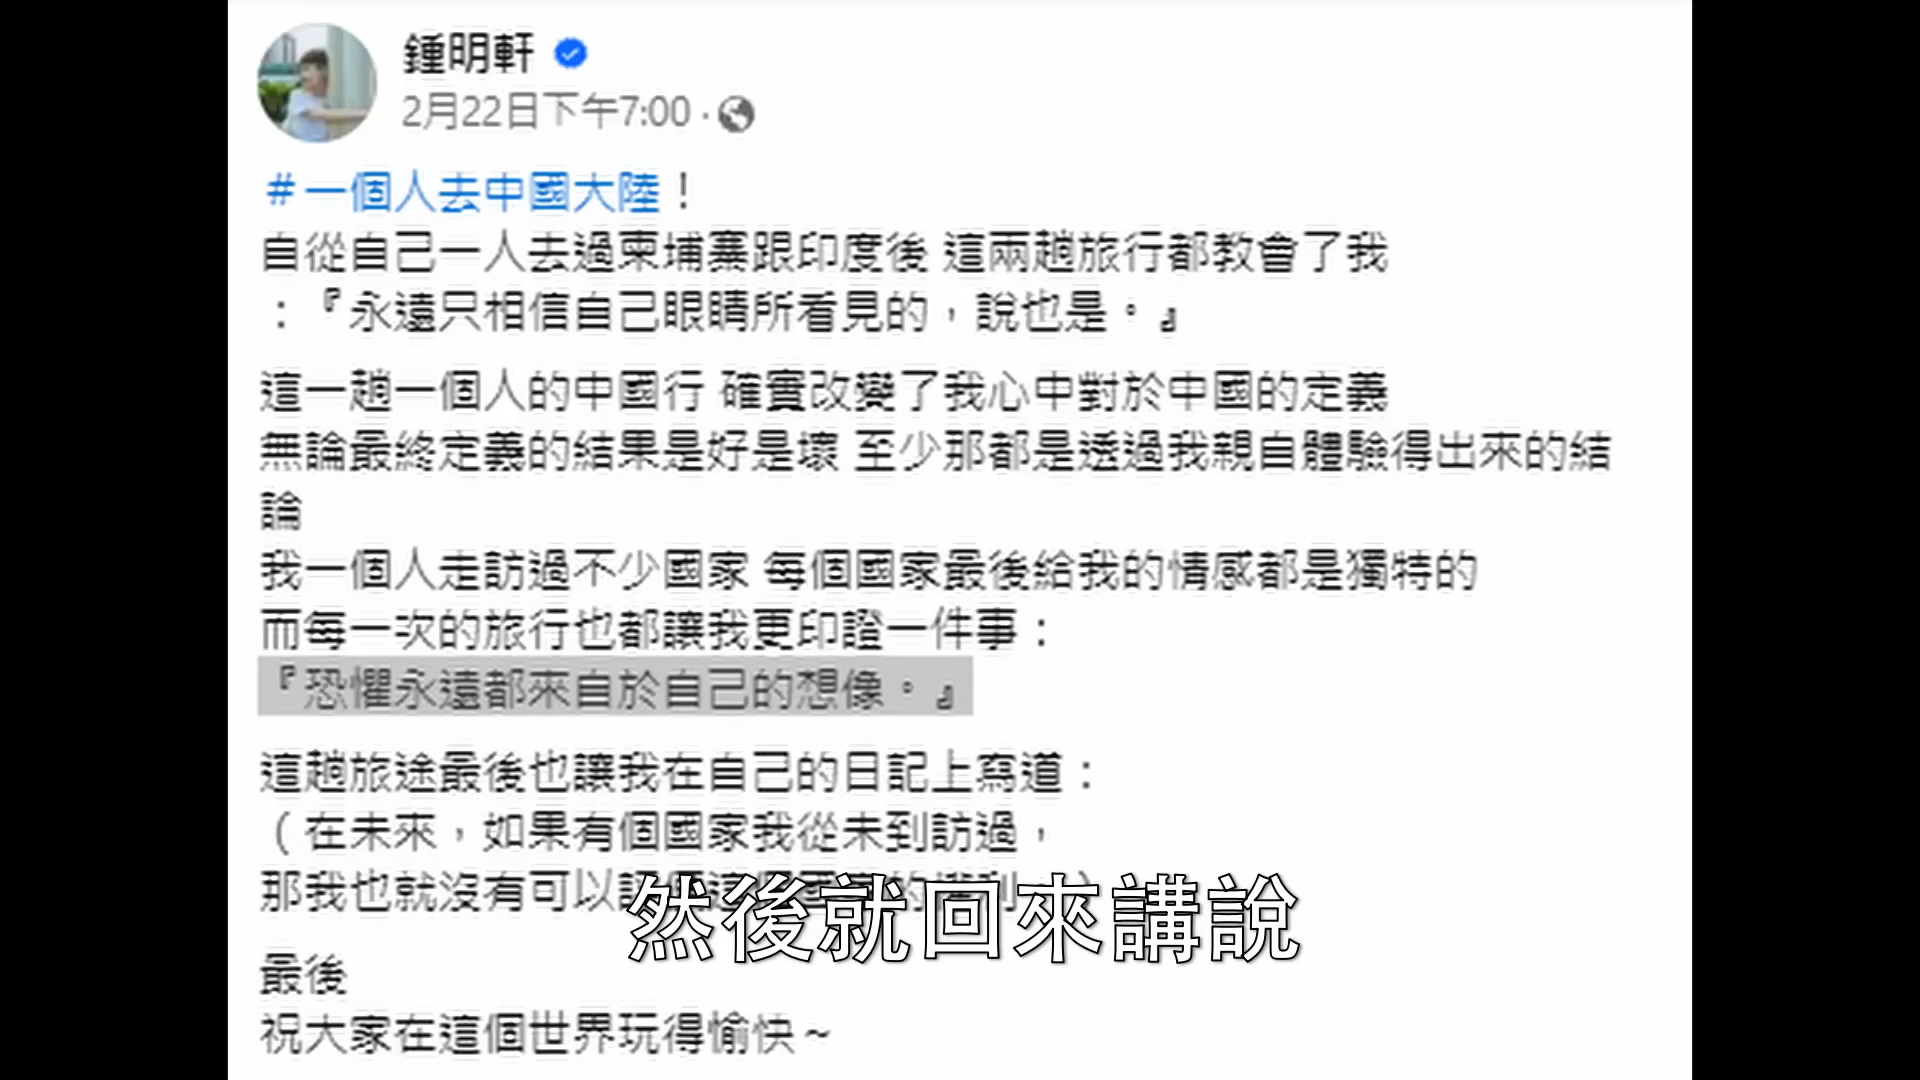 鍾明軒
2月22日下午7:00 ·
#一個人去中國大陸！
自從自己一人去過柬埔寨跟印度後 這兩趟旅行都教會了我
：『永遠只相信自己眼睛所看見的，說也是。』
這一趟一個人的中國行 確實改變了我心中對於中國的定義
無論最終定義的結果是好是壞 至少那都是透過我親自體驗得出來的結
論
我一個人走訪過不少國家 每個國家最後給我的情感都是獨特的
而每一次的旅行也都讓我更印證一件事：
『恐懼永遠都來自於自己的想像。』
這趟旅途最後也讓我在自己的日記上寫道：
（在未來，如果有個國家我從未到訪過，
那我也就沒有可以
然後就回來講說
最後
祝大家在這個世界玩得愉快～